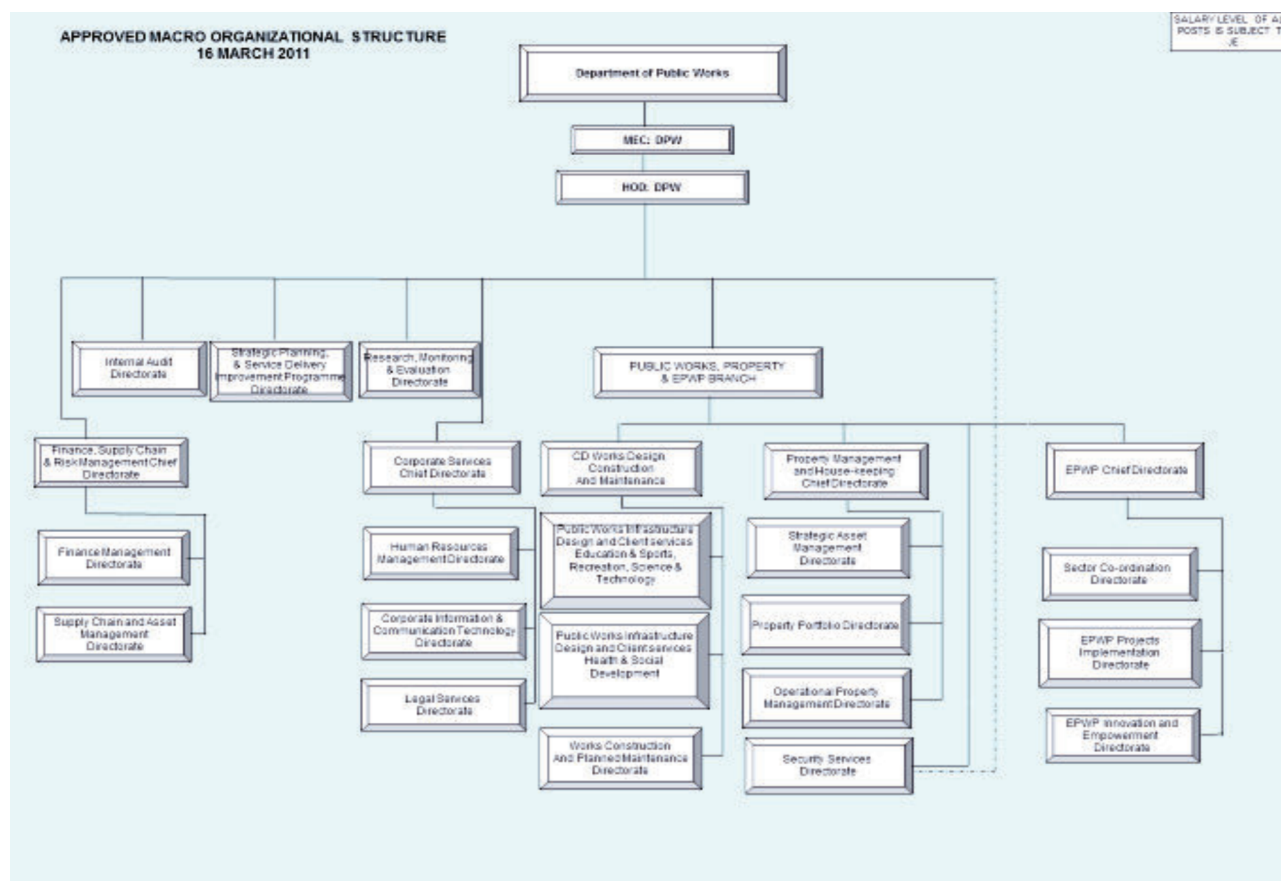 APPROVED MACRO ORGANIZATIONAL STRUCTURE
16 MARCH 2011
SALARY LEVEL OF
POSTS IS SUBJECT
JE
Department of Public Works
MEC: DPW
HOD: DPW
Internal Audit
Directorate
Strategic Planning,
& Service Delivery
Improvement Programme
Directorate
Research, Monitoring
& Evaluation
Directorate
PUBLIC WORKS, PROPERTY
& EPWP BRANCH
Finance, Supply Chain
& Risk Management Chief
Directorate
Finance Management
Directorate
Supply Chain and Asset
Management
Directorate
Corporate Services
Chief Directorate
Human Resources
Management Directorate
Corporate Information &
Communication Technology
Directorate
Legal Services
Directorate
CD Works Design
Construction
And Maintenance
Public Works Infrastructure
Design and Client services
Education & Sports,
Recreation, Science &
Technology
Public Works Infrastructure
Design and Client services
Health & Social
Development
Works Construction
And Planned Maintenance
Directorate
Property Management
and House-keeping
Chief Directorate
Strategic Asset
Management
Directorate
Property Portfolio Directorate
Operational Property
Management Directorate
Security Services
Directorate
EPWP Chief Directorate
Sector Co-ordination
Directorate
EPWP Projects
Implementation
Directorate
EPWP Innovation and
Empowerment
Directorate